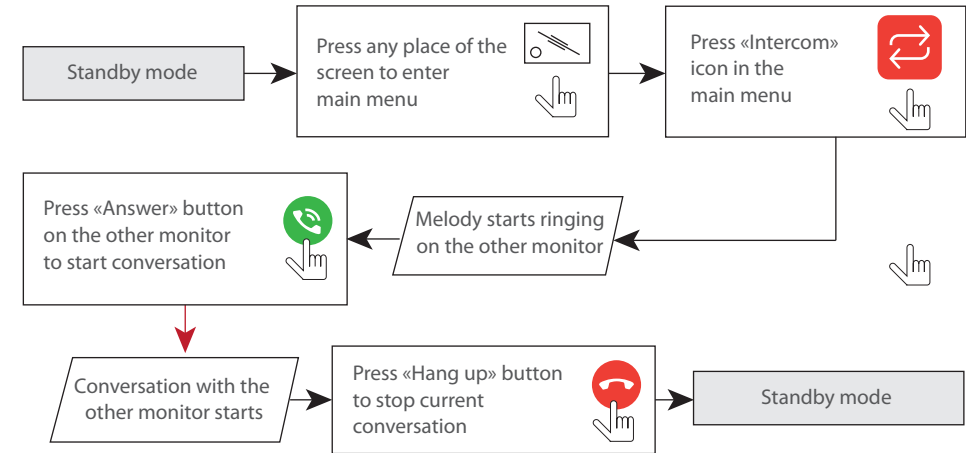 Standby mode
Press any place of the
screen to enter
main menu
Press «Intercom»
icon in the
main menu
Melody starts ringing
on the other monitor
Press «Answer» button
on the other monitor
to start conversation
Conversation with the
other monitor starts
Press «Hang up» button
to stop current
conversation
Standby mode